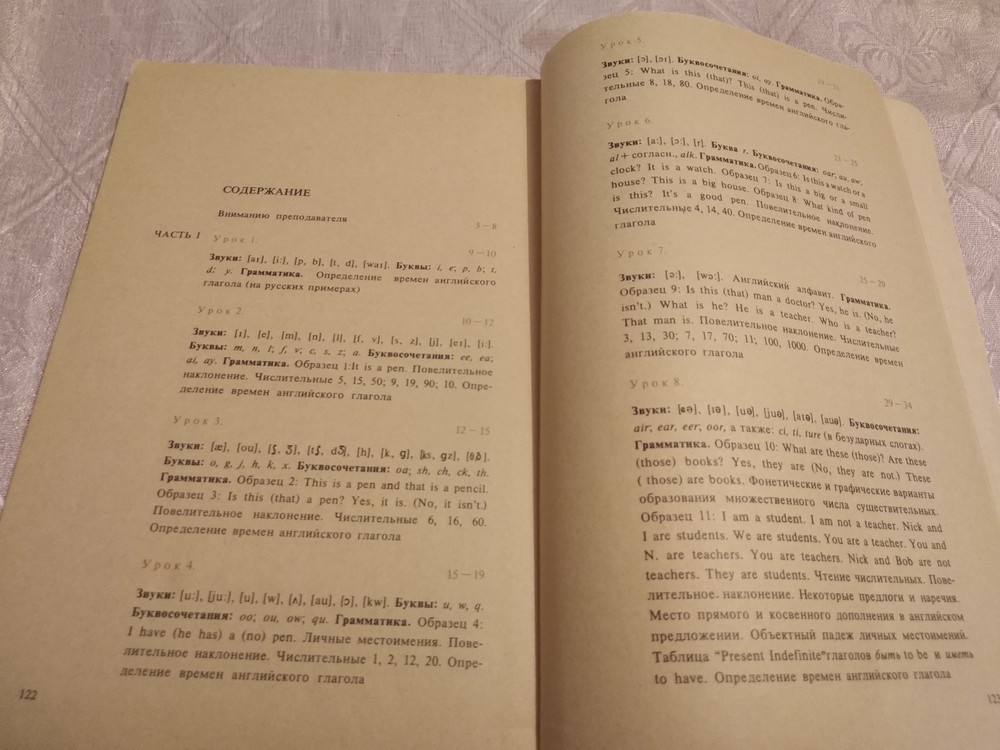 СОДЕРЖАНИЕ
Вниманию преподавателя
3–8
ЧАСТЬ I Урок 1.
9–10
Звуки: [aɪ], [i:], [p, b], [t, d], [waɪ]. Буквы: i, e; p, b; t,
d; y. Грамматика. Определение времен английского
глагола (на русских примерах)
Урок 2.
10–12
Звуки: [ɪ], [e], [m], [n], [l], [f, v], [s, z], [j], [eɪ], [i:].
Буквы: m, n, l; f, v; c, s, z; a. Буквосочетания: ee, ea;
ai, ay. Грамматика. Образец 1: It is a pen. Повелительное
наклонение. Числительные 5, 15, 50; 9, 19, 90; 10. Опре-
деление времен английского глагола
Урок 3.
12–15
Звуки: [æ], [ou], [ʃ, ʒ], [tʃ, dʒ], [h], [k, g], [ks, gz], [θ, ð].
Буквы: o, g, j, h, k, x. Буквосочетания: oa; sh, ch, ck, th.
Грамматика. Образец 2: This is a pen and that is a pencil.
Образец 3: Is this (that) a pen? Yes, it is. (No, it isn't.)
Повелительное наклонение. Числительные 6, 16, 60.
Определение времен английского глагола
Урок 4.
15–19
Звуки: [u:], [ju:], [u], [w], [ʌ], [au], [ɔ], [kw]. Буквы: u, w, q.
Буквосочетания: oo; ou, ow; qu. Грамматика. Образец 4:
I have (he has) a (no) pen. Личные местоимения. Пове-
лительное наклонение. Числительные 1, 2, 12, 20. Опре-
деление времен английского глагола
122
Урок 5.
Звуки: [ɔ], [ɔɪ]. Буквосочетания: oi, oy. Грамматика. Обра-
зец 5: What is this (that)? This (that) is a pen. Числи-
тельные 8, 18, 80. Определение времен английского гла-
гола
Урок 6.
21–25
Звуки: [a:], [ɔ:], [r]. Буква r. Буквосочетания: oar; au, aw;
al + согласн., alk. Грамматика. Образец 6: Is this a watch or a
clock? It is a watch. Образец 7: Is this a big or a small
house? This is a big house. Образец 8: What kind of pen
is this? It's a good pen. Повелительное наклонение.
Числительные 4, 14, 40. Определение времен английского
глагола
Урок 7.
25–29
Звуки: [ə:], [wə:]. Английский алфавит. Грамматика.
Образец 9: Is this (that) man a doctor? Yes, he is. (No, he
isn't.) What is he? He is a teacher. Who is a teacher?
That man is. Повелительное наклонение. Числительные
3, 13, 30; 7, 17, 70; 11; 100, 1000. Определение времен
английского глагола
Урок 8.
29–34
Звуки: [ɛə], [ɪə], [uə], [juə], [aɪə], [auə]. Буквосочетания:
air, ear, eer, oor, а также: ci, ti, ture (в безударных слогах).
Грамматика. Образец 10: What are these (those)? Are these
(those) books? Yes, they are (No, they are not.) These
( those) are books. Фонетические и графические варианты
образования множественного числа существительных.
Образец 11: I am a student. I am not a teacher. Nick and
I are students. We are students. You are a teacher. You and
N. are teachers. You are teachers. Nick and Bob are not
teachers. They are students. Чтение числительных. Пове-
лительное наклонение. Некоторые предлоги и наречия.
Место прямого и косвенного дополнения в английском
предложении. Объектный падеж личных местоимений.
Таблица "Present Indefinite" глаголов быть to be и иметь
to have. Определение времен английского глагола
123